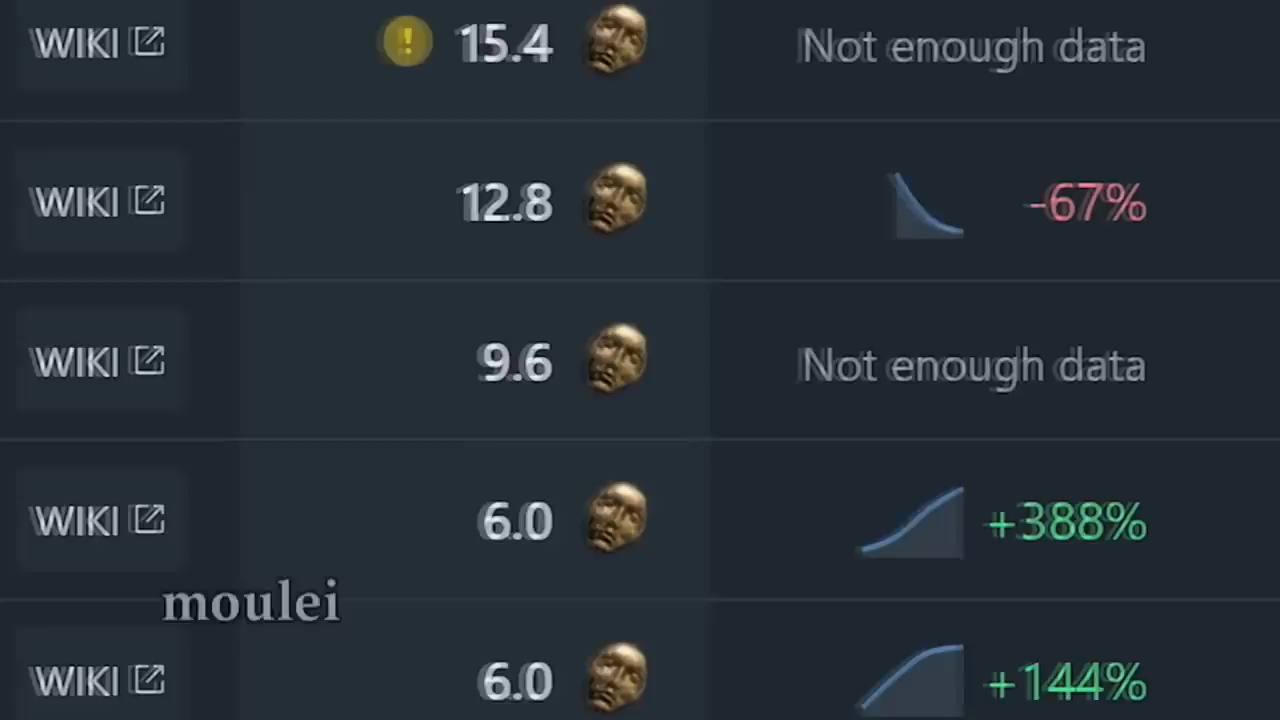 WIKI 15.4 Not enough data
WIKI 12.8 -67%
WIKI 9.6 Not enough data
WIKI 6.0 +388%
moulei
WIKI 6.0 +144%